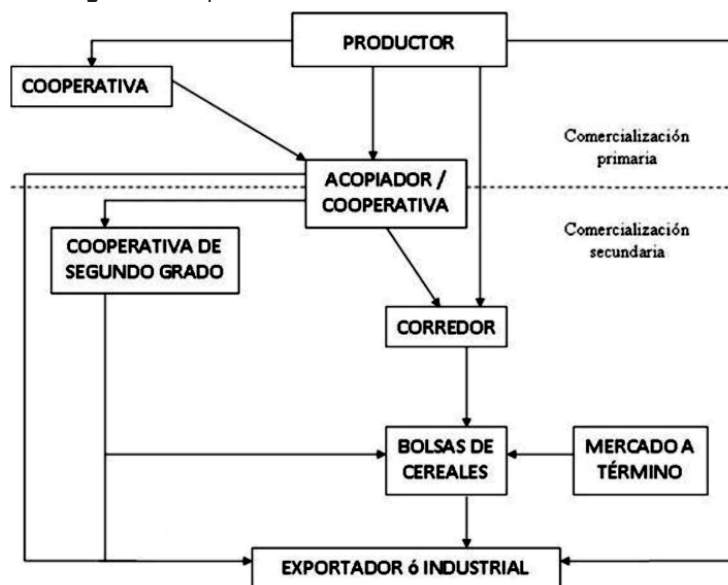 PRODUCTOR
COOPERATIVA
Comercialización
primaria
ACOPIADOR /
COOPERATIVA
Comercialización
secundaria
COOPERATIVA DE
SEGUNDO GRADO
CORREDOR
BOLSAS DE
CEREALES
MERCADO A
TÉRMINO
EXPORTADOR ó INDUSTRIAL